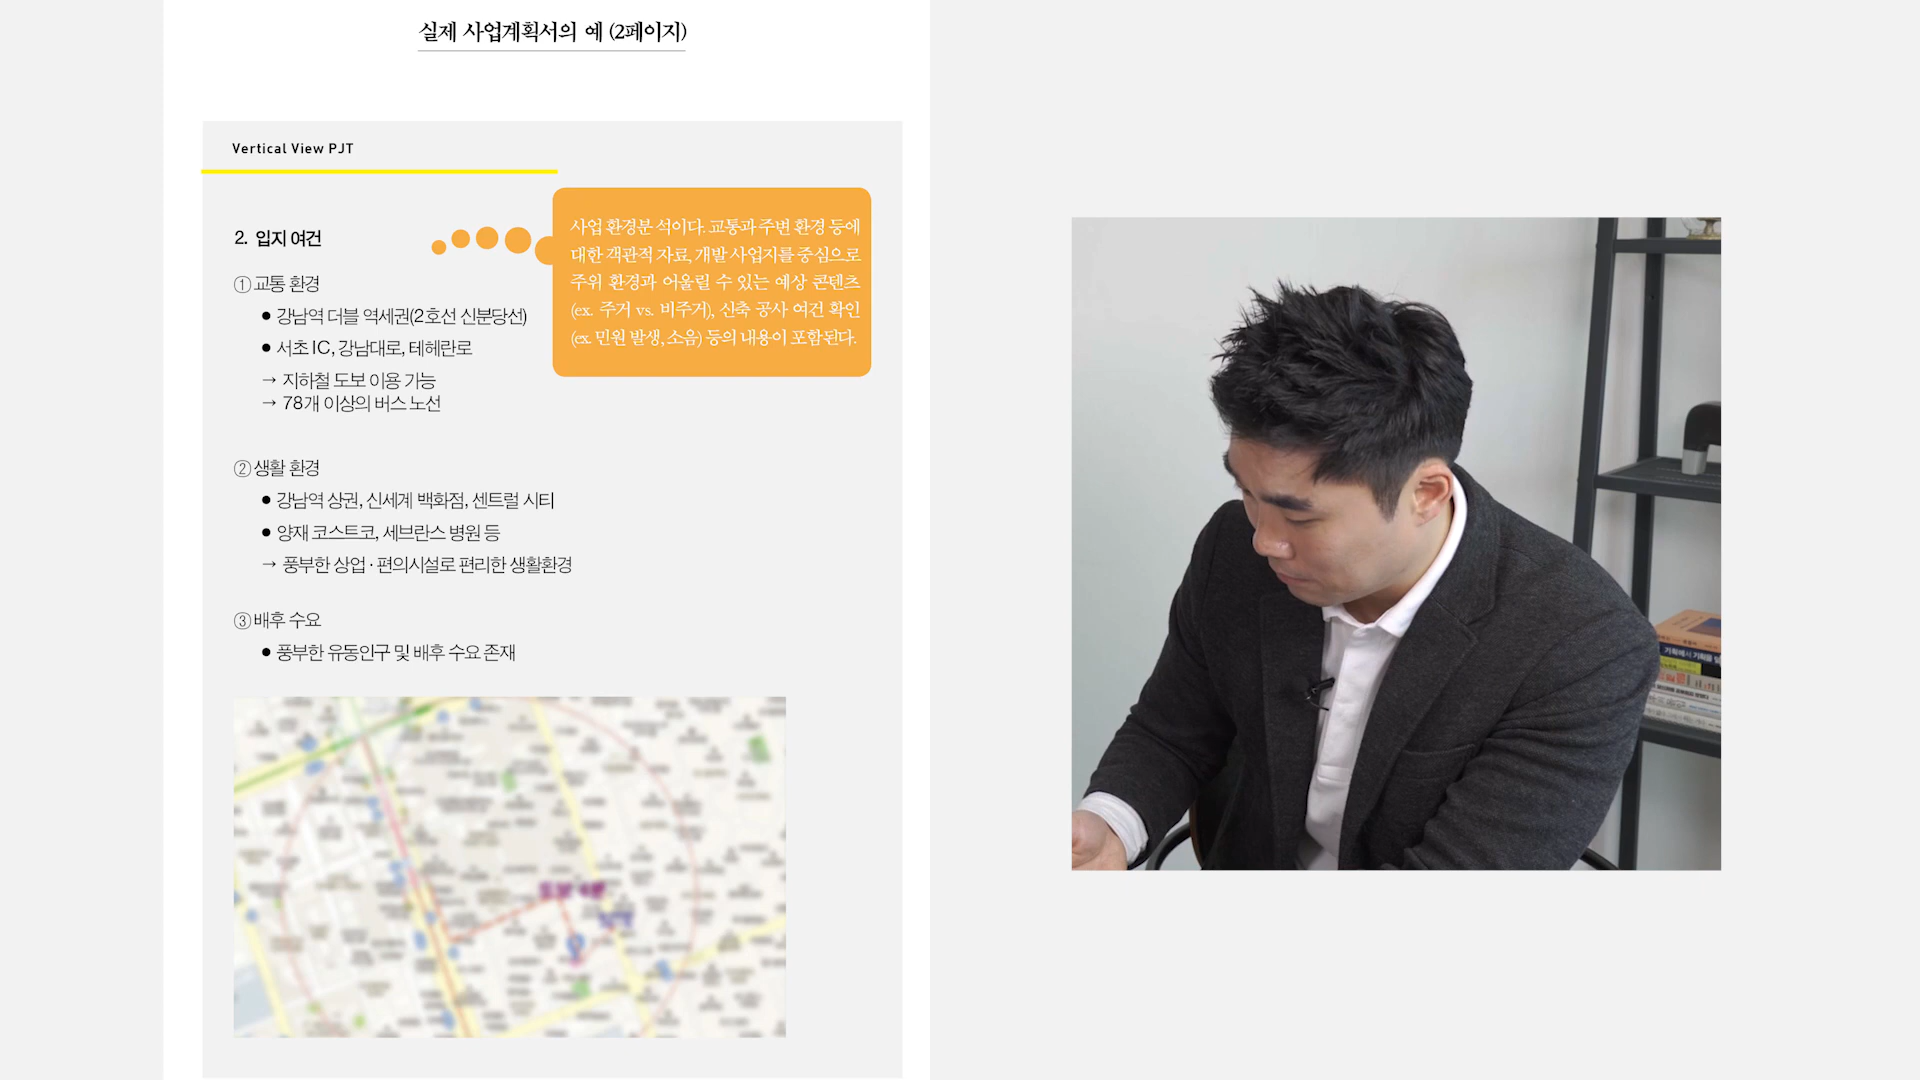 실제 사업계획서의 예 (2페이지)
Vertical View PJT
2. 입지 여건
사업 환경분 석이다. 교통과 주변 환경 등에
대한 객관적 자료, 개발 사업지를 중심으로
주위 환경과 어울릴 수 있는 예상 콘텐츠
(ex. 주거 vs. 비주거), 신축 공사 여건 확인
(ex. 민원 발생, 소음) 등의 내용이 포함된다.
① 교통 환경
● 강남역 더블 역세권(2호선 신분당선)
● 서초 IC, 강남대로, 테헤란로
→ 지하철 도보 이용 가능
→ 78개 이상의 버스 노선
② 생활 환경
● 강남역 상권, 신세계 백화점, 센트럴 시티
● 양재 코스트코, 세브란스 병원 등
→ 풍부한 상업 · 편의시설로 편리한 생활환경
③ 배후 수요
● 풍부한 유동인구 및 배후 수요 존재